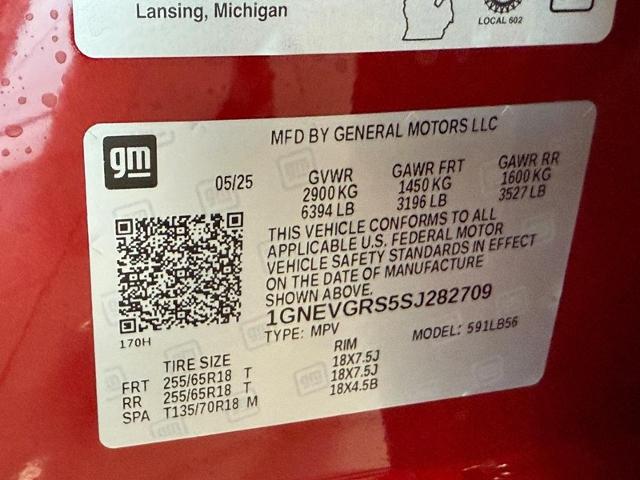 Lansing, Michigan
LOCAL 602
gm
MFD BY GENERAL MOTORS LLC
05/25
GVWR
2900 KG
6394 LB
GAWR FRT
1450 KG
3196 LB
GAWR RR
1600 KG
3527 LB
THIS VEHICLE CONFORMS TO ALL
APPLICABLE U.S. FEDERAL MOTOR
VEHICLE SAFETY STANDARDS IN EFFECT
ON THE DATE OF MANUFACTURE
SHOWN ABOVE.
1GNEVGRS5SJ282709
TYPE: MPV
MODEL: 591LB56
170H
TIRE SIZE RIM
FRT 255/65R18 T 18X7.5J
RR 255/65R18 T 18X7.5J
SPA T135/70R18 M 18X4.5B